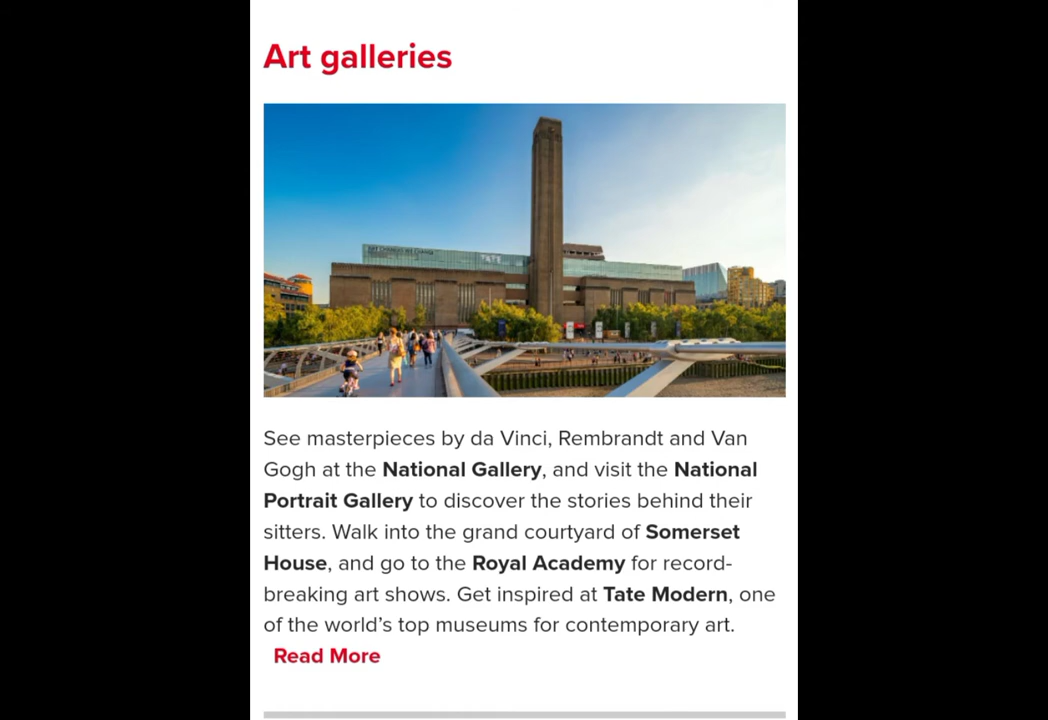 Art galleries
TATE
See masterpieces by da Vinci, Rembrandt and Van
Gogh at the National Gallery, and visit the National
Portrait Gallery to discover the stories behind their
sitters. Walk into the grand courtyard of Somerset
House, and go to the Royal Academy for record-
breaking art shows. Get inspired at Tate Modern, one
of the world’s top museums for contemporary art.
Read More